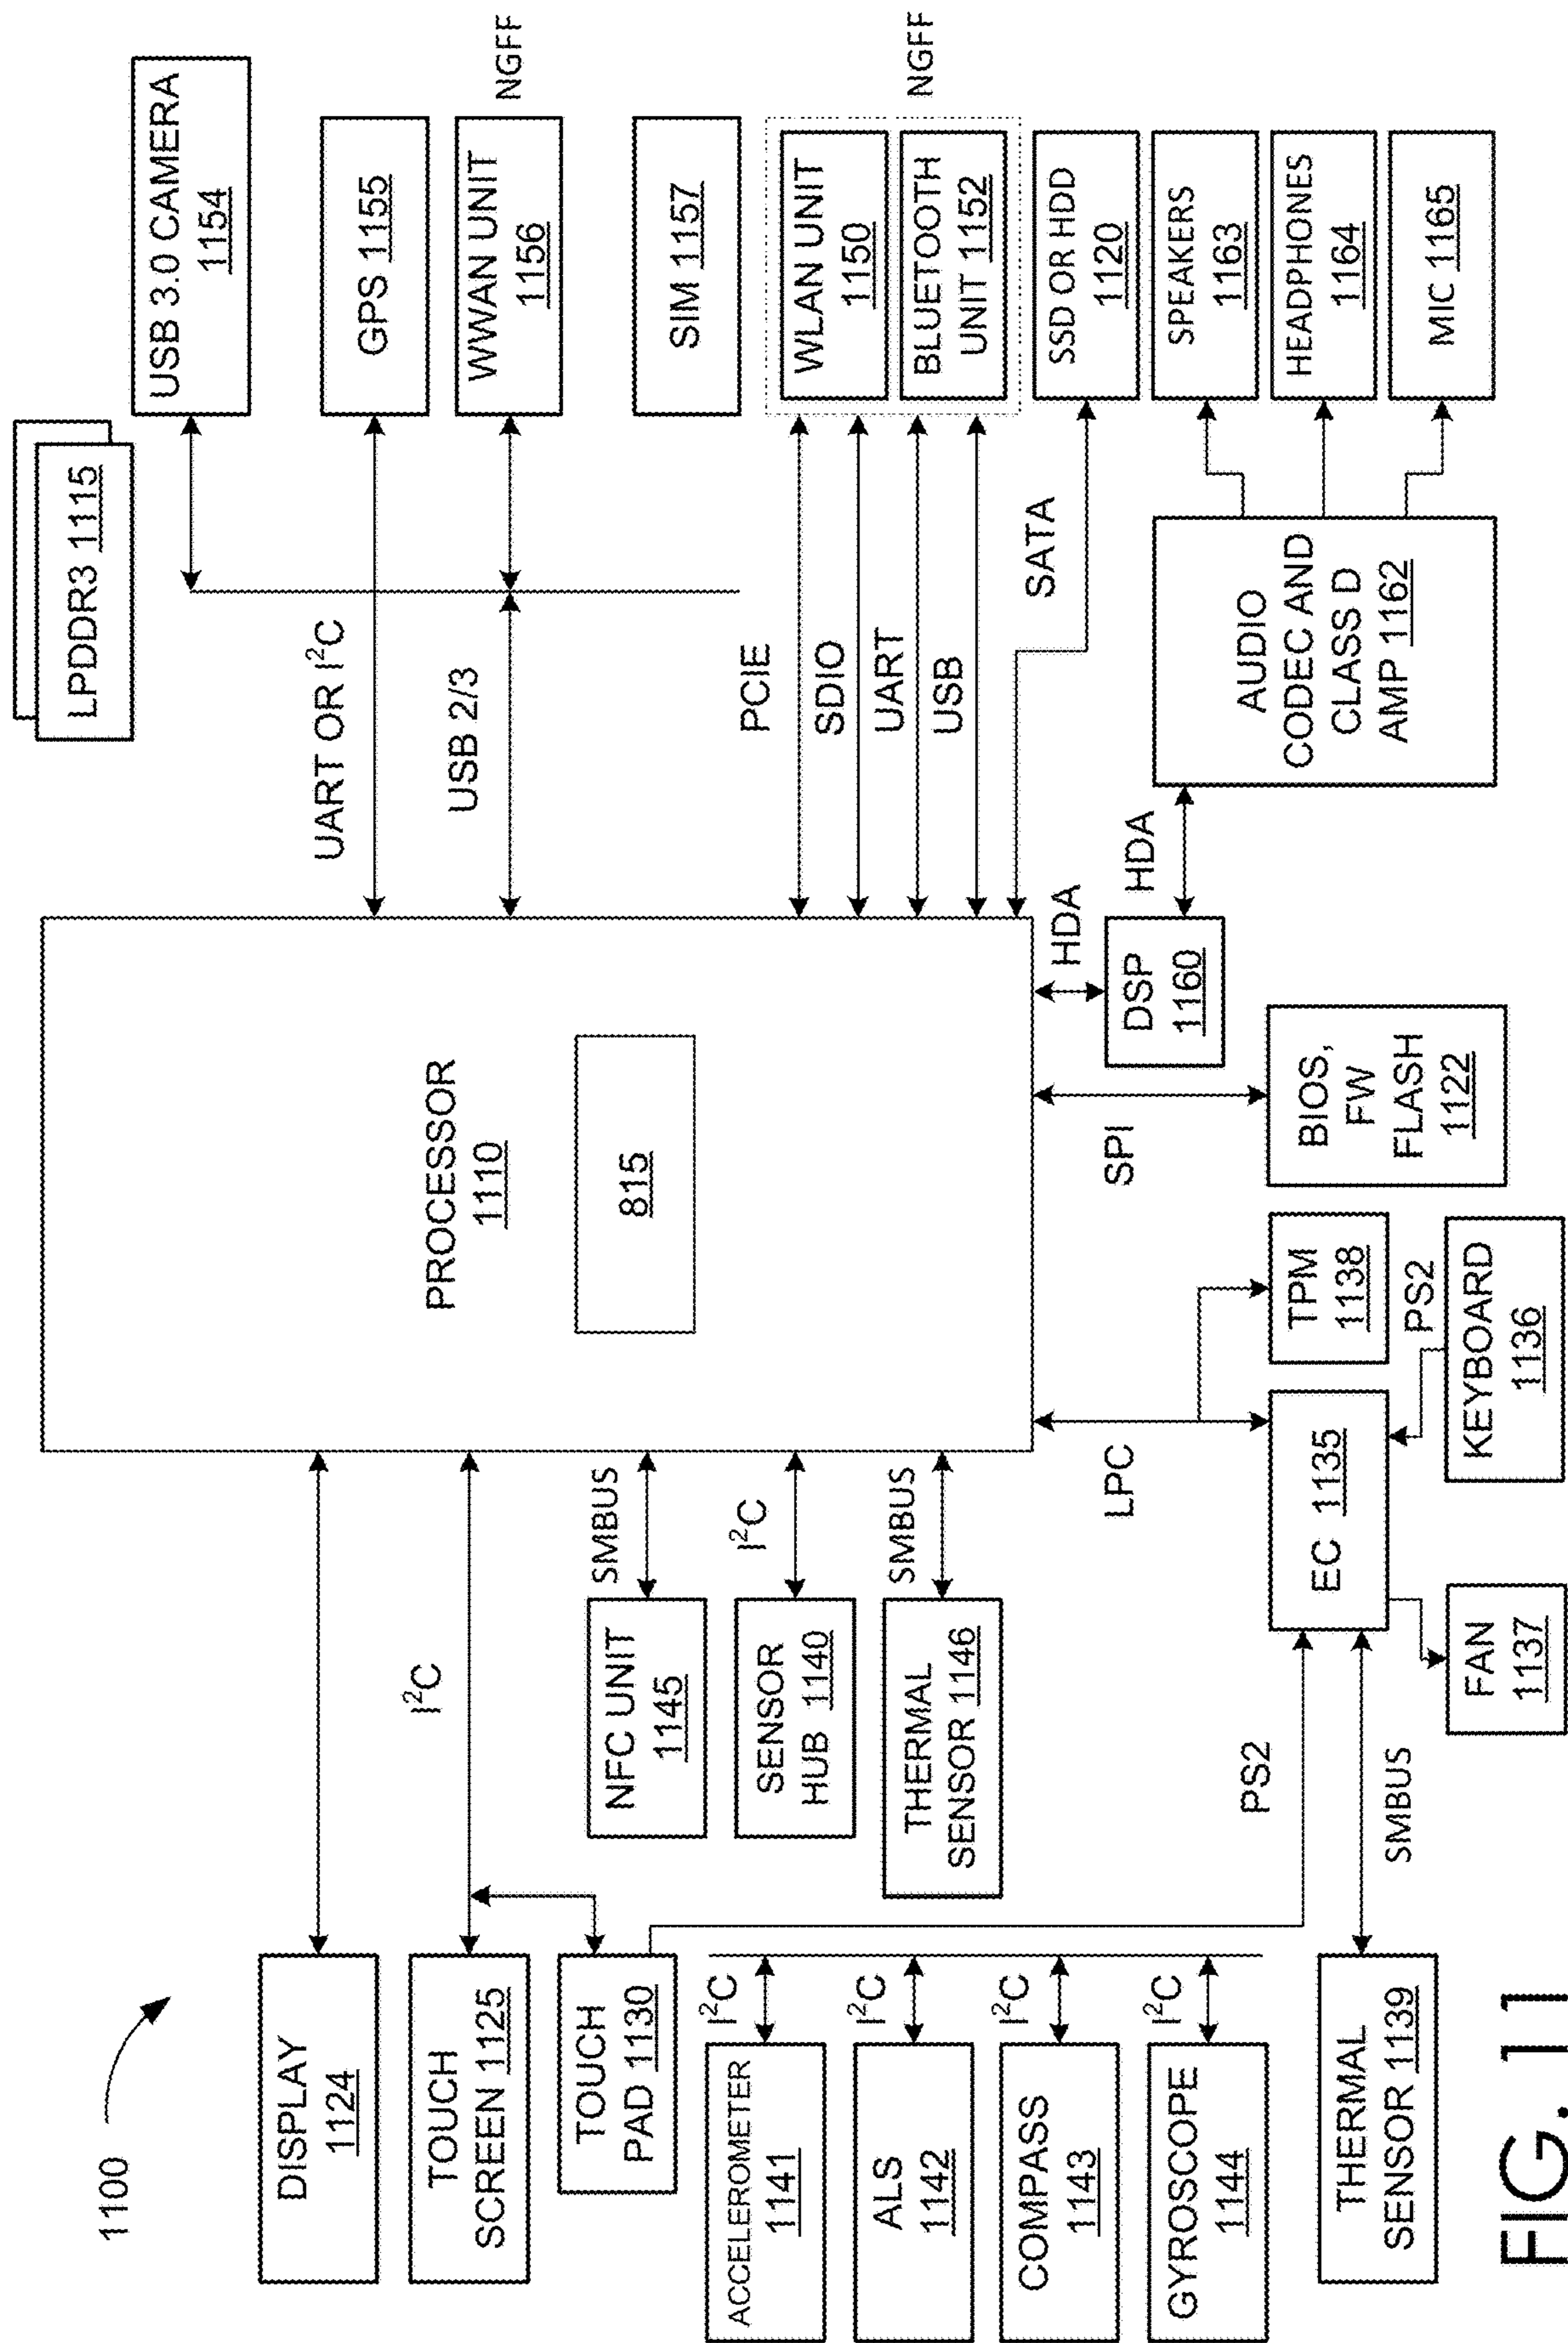 1100
LPDDR3 1115
DISPLAY
1124
TOUCH
SCREEN 1125
I²C
TOUCH
PAD 1130
NFC UNIT
1145
SMBUS
SENSOR
HUB 1140
I²C
THERMAL
SENSOR 1146
SMBUS
ACCELEROMETER
1141
I²C
ALS
1142
I²C
COMPASS
1143
I²C
GYROSCOPE
1144
I²C
THERMAL
SENSOR 1139
PS2
SMBUS
PROCESSOR
1110
815
LPC
EC 1135
TPM
1138
FAN
1137
PS2
KEYBOARD
1136
SPI
BIOS,
FW
FLASH
1122
HDA
DSP
1160
HDA
AUDIO
CODEC AND
CLASS D
AMP 1162
USB 3.0 CAMERA
1154
UART OR I²C
GPS 1155
USB 2/3
WWAN UNIT
1156
NGFF
SIM 1157
PCIE
SDIO
UART
USB
WLAN UNIT
1150
BLUETOOTH
UNIT 1152
NGFF
SATA
SSD OR HDD
1120
SPEAKERS
1163
HEADPHONES
1164
MIC 1165
FIG. 11